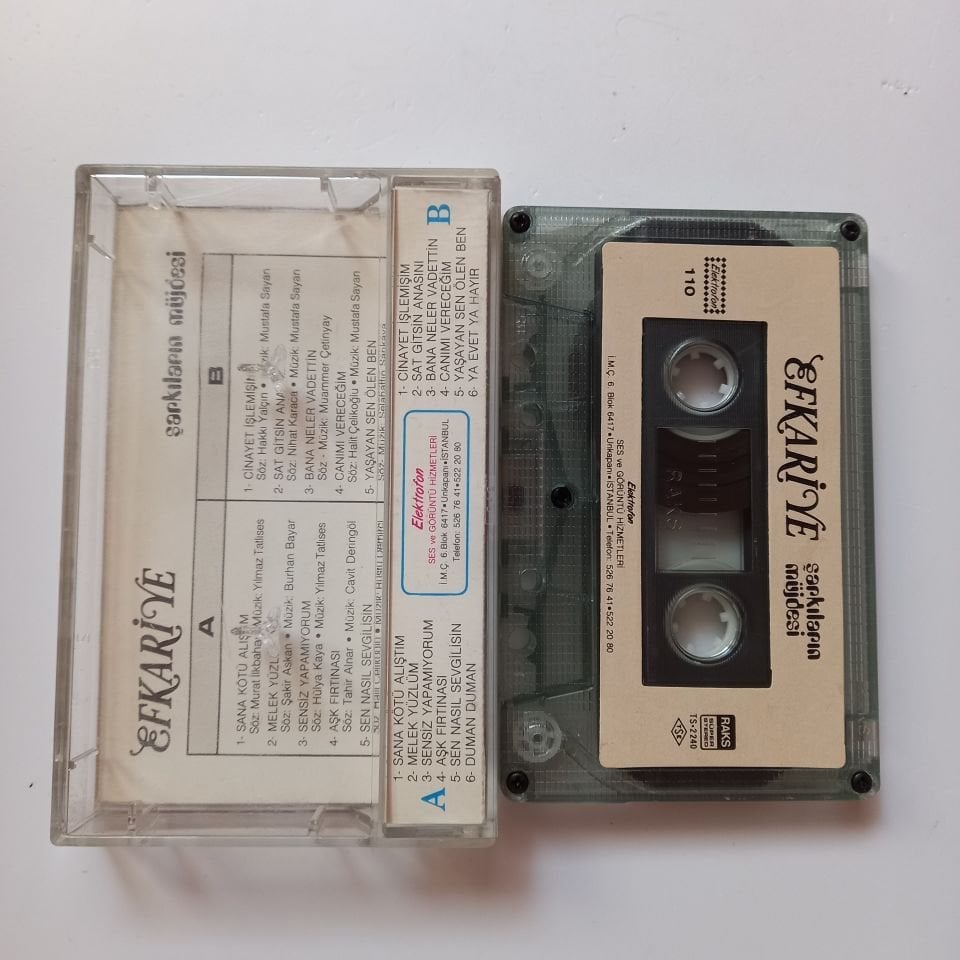 EFKARİYE
şarkıların müjdesi
A
1- SANA KÖTÜ ALIŞTIM
Söz: Murat İlkbahar Müzik: Yılmaz Tatlıses
2- MELEK YÜZL
Söz: Şakir Askan • Müzik: Burhan Bayar
3- SENSİZ YAPAMIYORUM
Söz: Hülya Kaya • Müzik: Yılmaz Tatlıses
4- AŞK FIRTINASI
Söz: Tahir Alnar • Müzik: Cavit Deringöl
5- SEN NASIL SEVGİLİSİN
B
1- CİNAYET İŞLEMİŞİM
Söz: Hakkı Yalçın • Müzik: Mustafa Sayan
2- SAT GİTSİN ANA
Söz: Nihat Karaca • Müzik: Mustafa Sayan
3- BANA NELER VADETTİN
Söz - Müzik: Muammer Çetinyay
4- CANIMI VERECEĞİM
Söz: Halit Çelikoğlu • Müzik: Mustafa Sayan
5- YAŞAYAN SEN ÖLEN BEN
A
1- SANA KÖTÜ ALIŞTIM
2- MELEK YÜZLÜM
3- SENSİZ YAPAMIYORUM
4- AŞK FIRTINASI
5- SEN NASIL SEVGİLİSİN
6- DUMAN DUMAN
Elektrofon
SES ve GÖRÜNTÜ HİZMETLERİ
İ.M.Ç. 6. Blok 6417 • Unkapanı • İSTANBUL
Telefon: 526 76 41 • 522 20 80
B
1- CİNAYET İŞLEMİŞİM
2- SAT GİTSİN ANASINI
3- BANA NELER VADETTİN
4- CANIMI VERECEĞİM
5- YAŞAYAN SEN ÖLEN BEN
6- YA EVET YA HAYIR
EFKARİYE
şarkıların
müjdesi
Elektrofon
110
RAKS
SUPER
STEREO
TS-2240
TSE
RAKS
Elektrofon
SES ve GÖRÜNTÜ HİZMETLERİ
İ.M.Ç. 6. Blok 6417 • Unkapanı • İSTANBUL • Telefon: 526 76 41 • 522 20 80